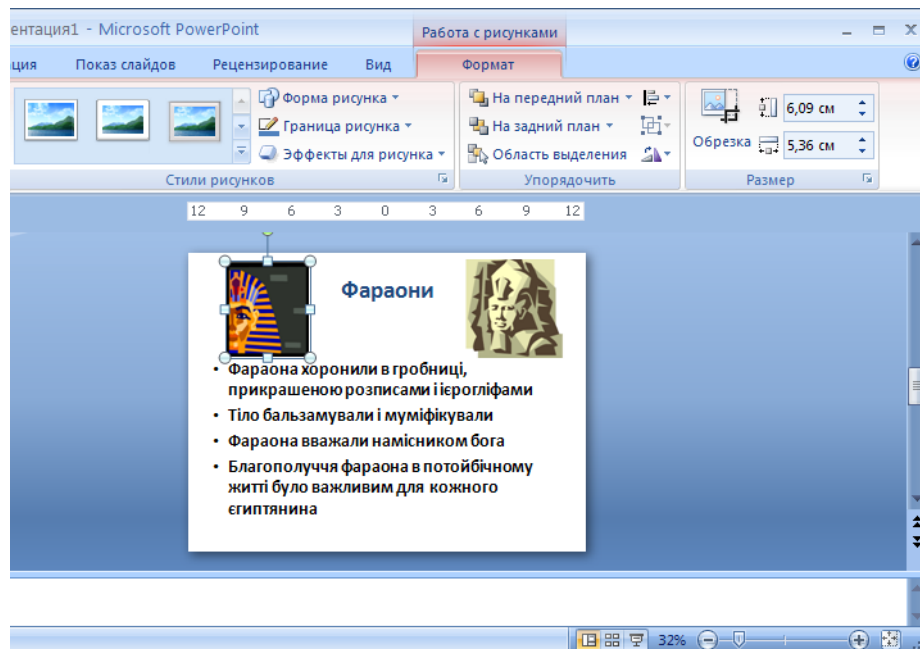 ентация1 - Microsoft PowerPoint
Работа с рисунками
ция Показ слайдов Рецензирование Вид Формат
Форма рисунка
Граница рисунка
Эффекты для рисунка
Стили рисунков
На передний план
На задний план
Область выделения
Упорядочить
Обрезка
6,09 см
5,36 см
Размер
12 9 6 3 0 3 6 9 12
Фараони
• Фараона хоронили в гробниці,
прикрашеною розписами і ієрогліфами
• Тіло бальзамували і муміфікували
• Фараона вважали намісником бога
• Благополуччя фараона в потойбічному
житті було важливим для кожного
єгиптянина
32%